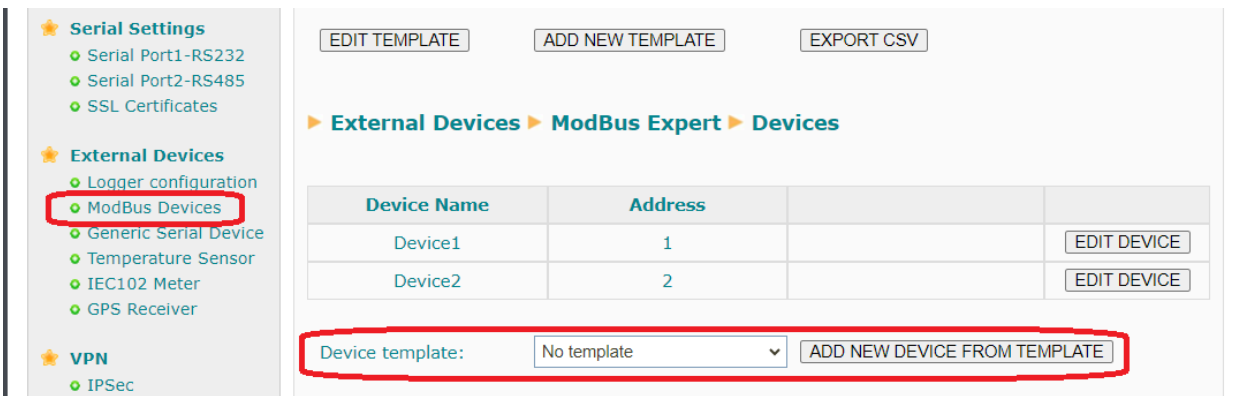 Serial Settings
Serial Port1-RS232
Serial Port2-RS485
SSL Certificates
External Devices
Logger configuration
ModBus Devices
Generic Serial Device
Temperature Sensor
IEC102 Meter
GPS Receiver
VPN
IPSec
EDIT TEMPLATE ADD NEW TEMPLATE EXPORT CSV
External Devices ModBus Expert Devices
Device Name Address
Device1 1 EDIT DEVICE
Device2 2 EDIT DEVICE
Device template: No template ADD NEW DEVICE FROM TEMPLATE